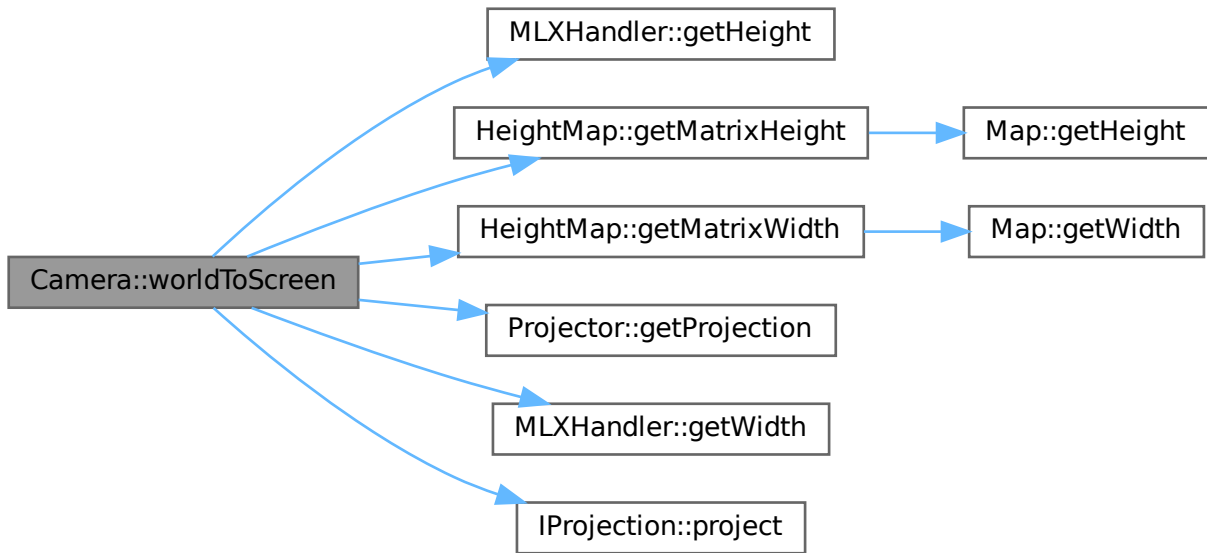 MLXHandler::getHeight
HeightMap::getMatrixHeight
Map::getHeight
HeightMap::getMatrixWidth
Map::getWidth
Camera::worldToScreen
Projector::getProjection
MLXHandler::getWidth
IProjection::project